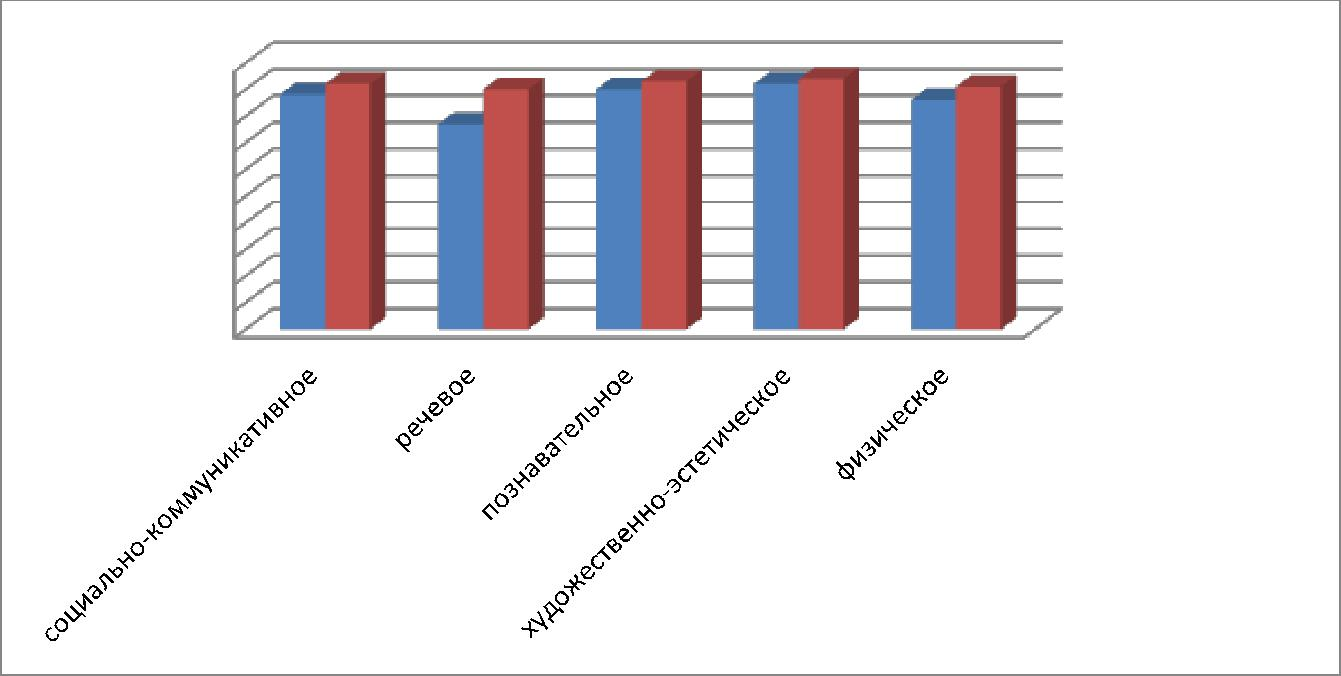 социально-коммуникативное
речевое
познавательное
художественно-эстетическое
физическое